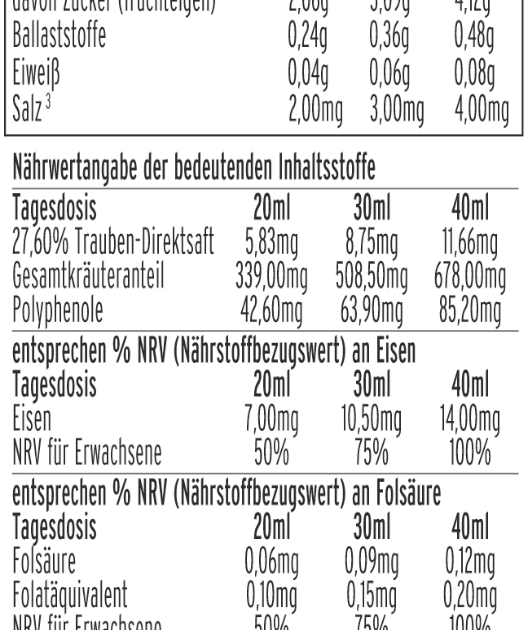 davon Zucker (fruchteigen) 2,06g 3,09g 4,12g
Ballaststoffe 0,24g 0,36g 0,48g
Eiweiß 0,04g 0,06g 0,08g
Salz ³ 2,00mg 3,00mg 4,00mg
Nährwertangabe der bedeutenden Inhaltsstoffe
Tagesdosis 20ml 30ml 40ml
27,60% Trauben-Direktsaft 5,83mg 8,75mg 11,66mg
Gesamtkräuteranteil 339,00mg 508,50mg 678,00mg
Polyphenole 42,60mg 63,90mg 85,20mg
entsprechen % NRV (Nährstoffbezugswert) an Eisen
Tagesdosis 20ml 30ml 40ml
Eisen 7,00mg 10,50mg 14,00mg
NRV für Erwachsene 50% 75% 100%
entsprechen % NRV (Nährstoffbezugswert) an Folsäure
Tagesdosis 20ml 30ml 40ml
Folsäure 0,06mg 0,09mg 0,12mg
Folatäquivalent 0,10mg 0,15mg 0,20mg
NRV für Erwachsene 50% 75% 100%